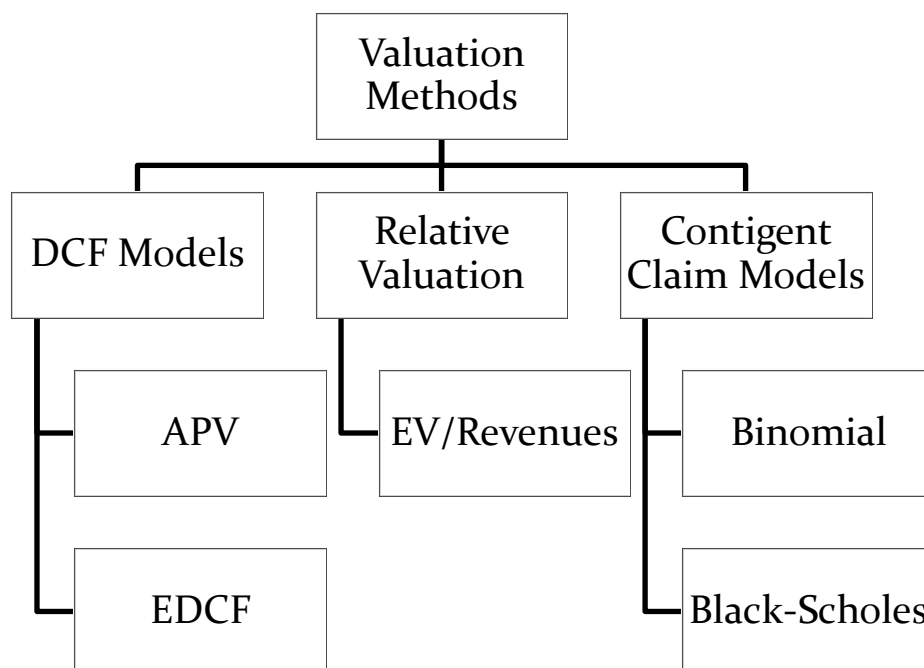 Valuation
Methods
DCF Models
Relative
Valuation
Contigent
Claim Models
APV
EV/Revenues
Binomial
EDCF
Black-Scholes